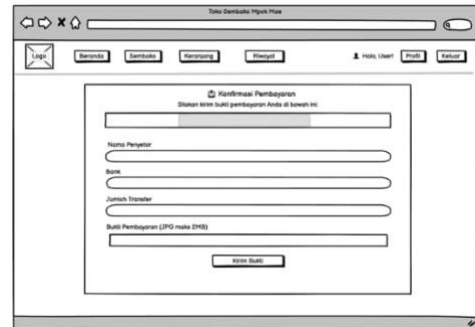 Toko Sembako Mpok Mae
Logo
Beranda
Sembako
Keranjang
Riwayat
Halo, User!
Profil
Keluar
Konfirmasi Pembayaran
Silakan kirim bukti pembayaran Anda di bawah ini
Nama Penyetor
Bank
Jumlah Transfer
Bukti Pembayaran (JPG maks 2MB)
Kirim Bukti